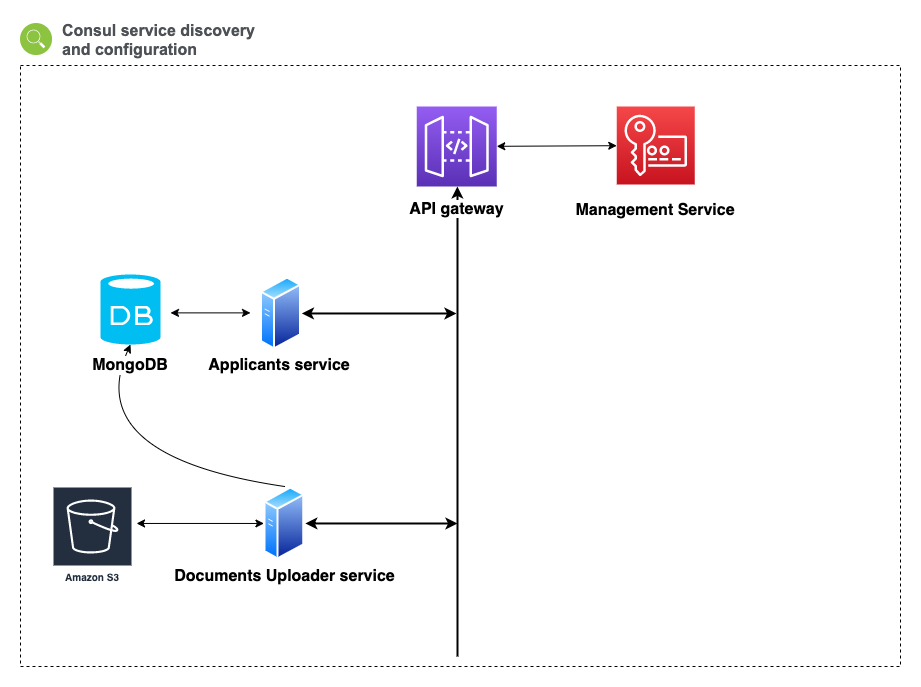 Consul service discovery
and configuration
</>
API gateway
Management Service
DB
MongoDB
Applicants service
Amazon S3
Documents Uploader service